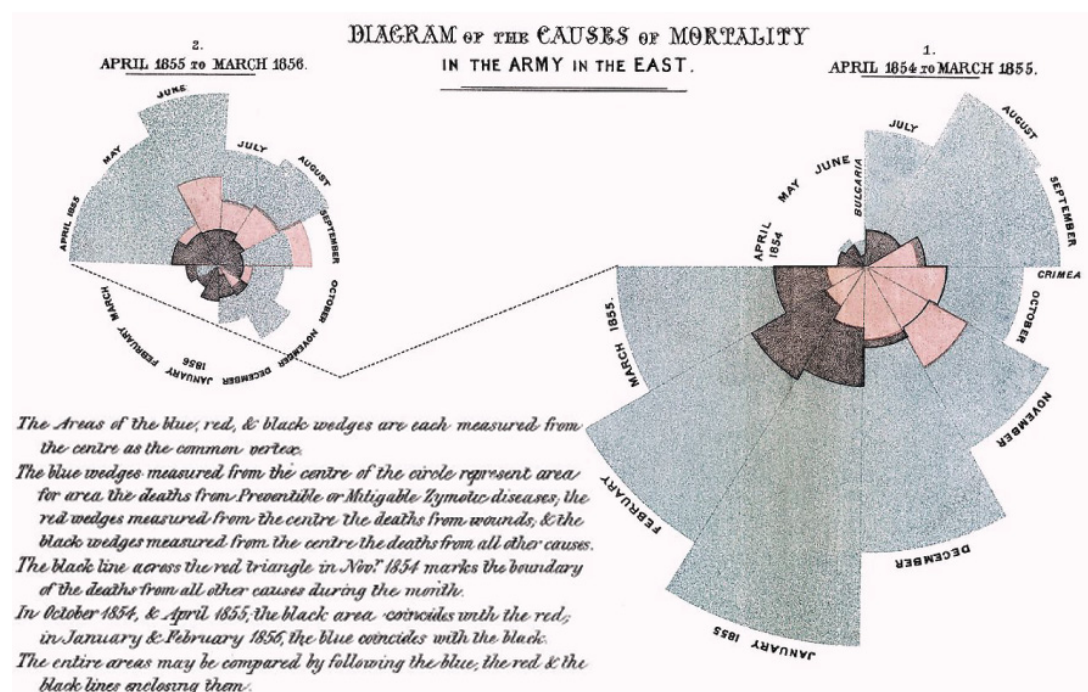 DIAGRAM OF THE CAUSES OF MORTALITY
IN THE ARMY IN THE EAST.
2.
APRIL 1855 TO MARCH 1856.
1.
APRIL 1854 TO MARCH 1855.
JUNE
MAY
JULY
AUGUST
APRIL 1855
SEPTEMBER
OCTOBER
NOVEMBER
DECEMBER
JANUARY
1856
FEBRUARY
MARCH
JULY
AUGUST
SEPTEMBER
JUNE
MAY
BULGARIA
APRIL
1854
CRIMEA
OCTOBER
NOVEMBER
DECEMBER
JANUARY 1855
FEBRUARY
MARCH 1855.
The Areas of the blue, red, & black wedges are each measured from
the centre as the common vertex.
The blue wedges measured from the centre of the circle represent area
for area the deaths from Preventible or Mitigable Zymotic diseases, the
red wedges measured from the centre the deaths from wounds, & the
black wedges measured from the centre the deaths from all other causes.
The black line across the red triangle in Novr. 1854 marks the boundary
of the deaths from all other causes during the month.
In October 1854, & April 1855, the black area coincides with the red,
in January & February 1856, the blue coincides with the black.
The entire areas may be compared by following the blue, the red & the
black lines enclosing them.